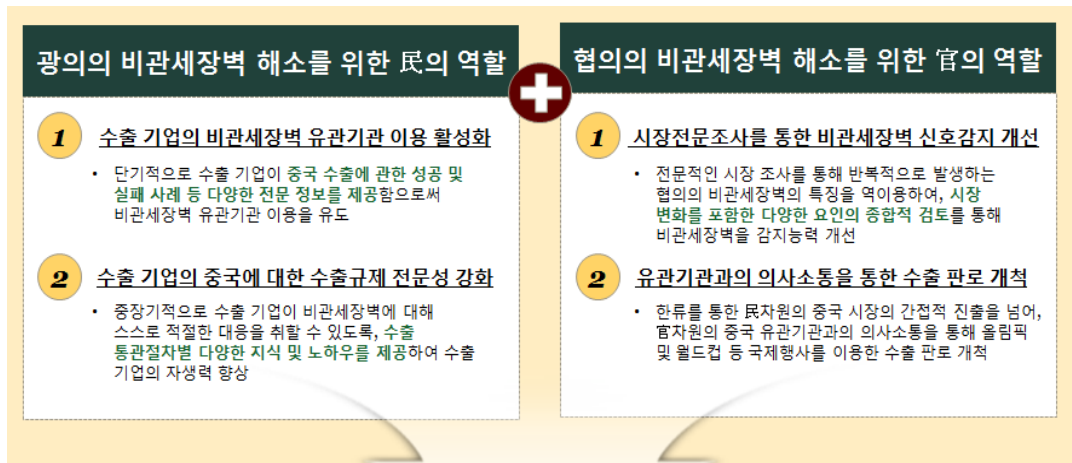 광의의 비관세장벽 해소를 위한 民의 역할
1
수출 기업의 비관세장벽 유관기관 이용 활성화
• 단기적으로 수출 기업이 중국 수출에 관한 성공 및
실패 사례 등 다양한 전문 정보를 제공함으로써
비관세장벽 유관기관 이용을 유도
2
수출 기업의 중국에 대한 수출규제 전문성 강화
• 중장기적으로 수출 기업이 비관세장벽에 대해
스스로 적절한 대응을 취할 수 있도록, 수출
통관절차별 다양한 지식 및 노하우를 제공하여 수출
기업의 자생력 향상
협의의 비관세장벽 해소를 위한 官의 역할
1
시장전문조사를 통한 비관세장벽 신호감지 개선
• 전문적인 시장 조사를 통해 반복적으로 발생하는
협의의 비관세장벽의 특징을 역이용하여, 시장
변화를 포함한 다양한 요인의 종합적 검토를 통해
비관세장벽을 감지능력 개선
2
유관기관과의 의사소통을 통한 수출 판로 개척
• 한류를 통한 民차원의 중국 시장의 간접적 진출을 넘어,
官차원의 중국 유관기관과의 의사소통을 통해 올림픽
및 월드컵 등 국제행사를 이용한 수출 판로 개척